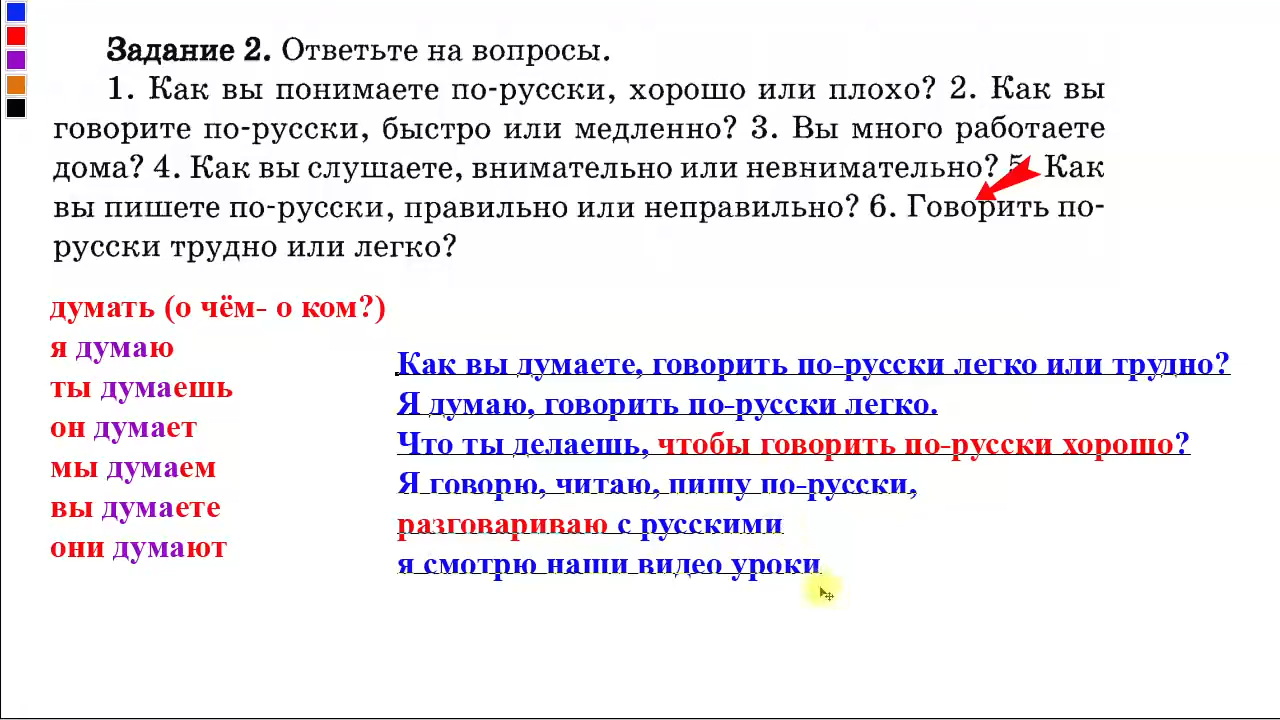 Задание 2. Ответьте на вопросы.
1. Как вы понимаете по-русски, хорошо или плохо? 2. Как вы
говорите по-русски, быстро или медленно? 3. Вы много работаете
дома? 4. Как вы слушаете, внимательно или невнимательно? 5. Как
вы пишете по-русски, правильно или неправильно? 6. Говорить по-
русски трудно или легко?
думать (о чём- о ком?)
я думаю
ты думаешь
он думает
мы думаем
вы думаете
они думают
Как вы думаете, говорить по-русски легко или трудно?
Я думаю, говорить по-русски легко.
Что ты делаешь, чтобы говорить по-русски хорошо?
Я говорю, читаю, пишу по-русски,
разговариваю с русскими
я смотрю наши видео уроки